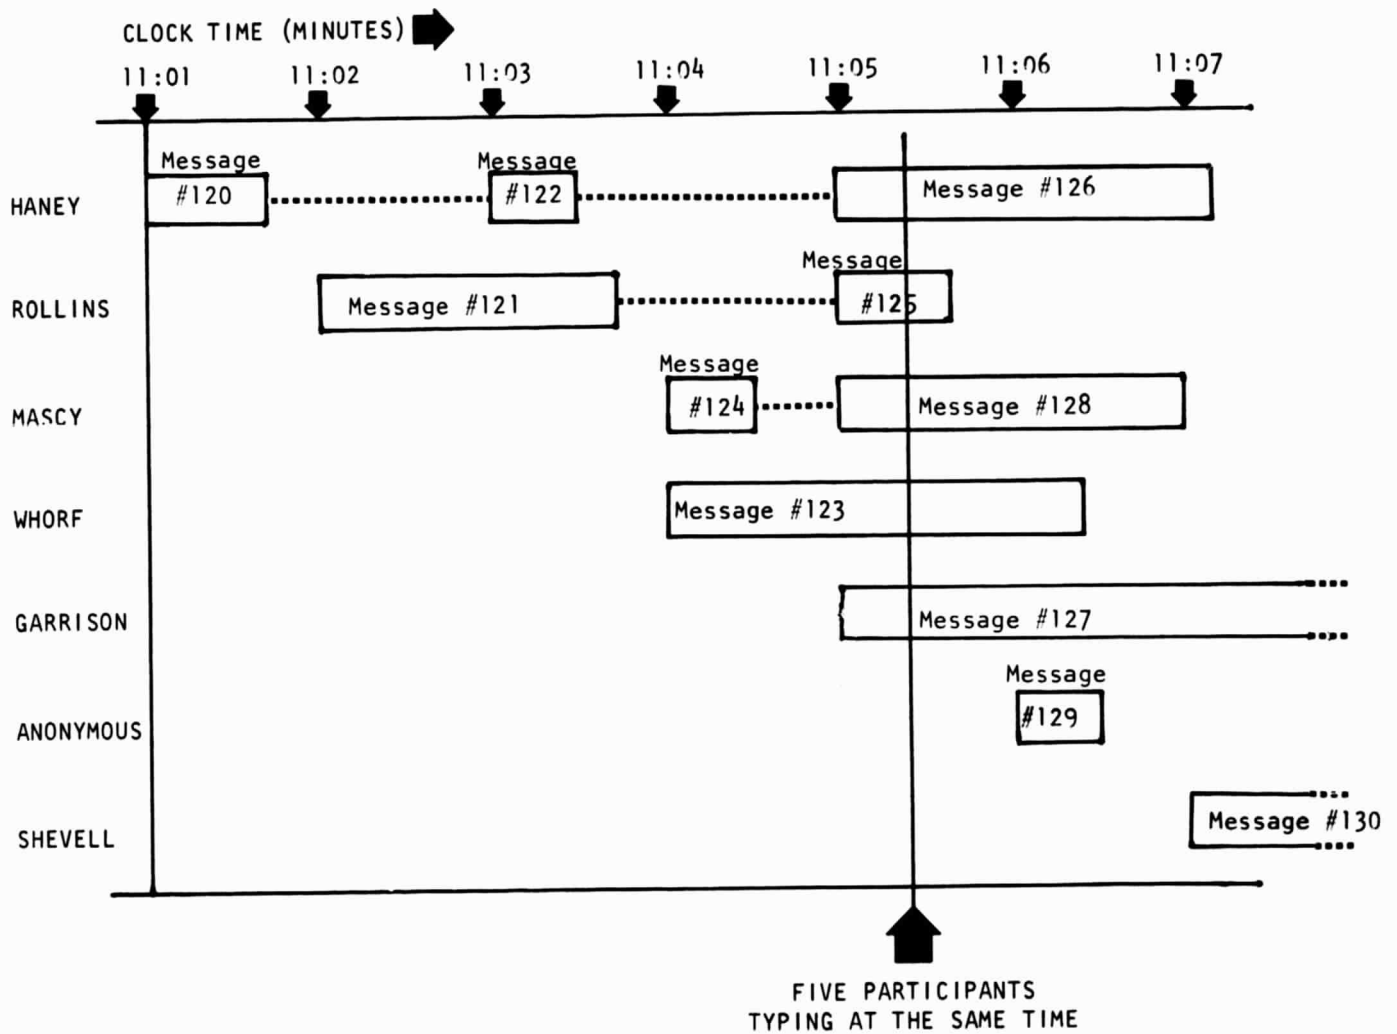 CLOCK TIME (MINUTES)
11:01 11:02 11:03 11:04 11:05 11:06 11:07
HANEY
Message
#120
Message
#122
Message #126
ROLLINS
Message #121
Message
#125
MASCY
Message
#124
Message #128
WHORF
Message #123
GARRISON
Message #127
ANONYMOUS
Message
#129
SHEVELL
Message #130
FIVE PARTICIPANTS
TYPING AT THE SAME TIME